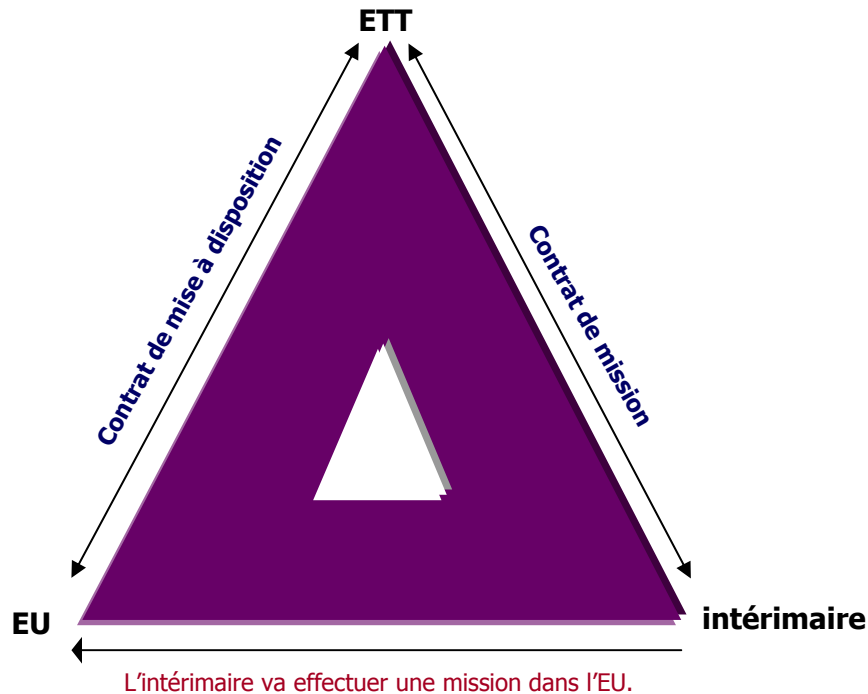 ETT
Contrat de mise à disposition
Contrat de mission
EU
intérimaire
L’intérimaire va effectuer une mission dans l’EU.